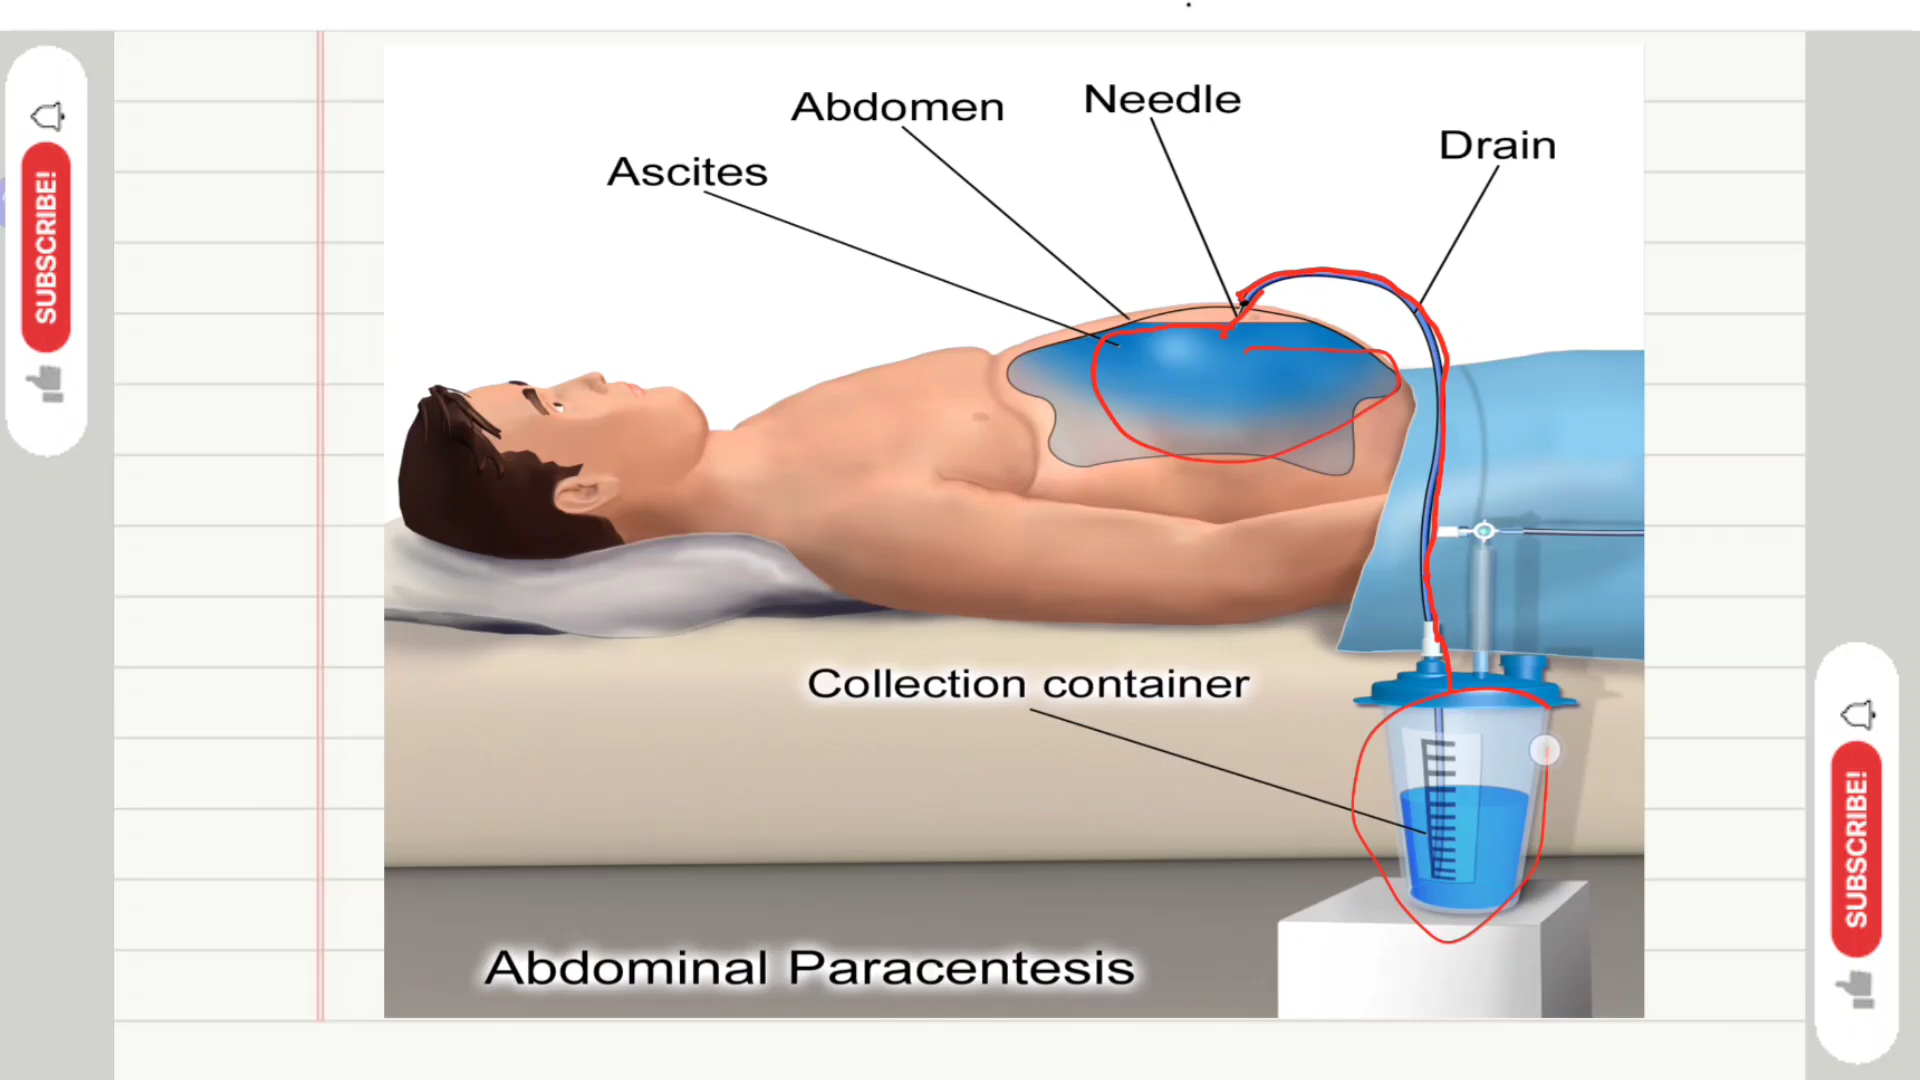 Abdomen
Needle
Drain
Ascites
SUBSCRIBE!
Collection container
SUBSCRIBE!
Abdominal Paracentesis